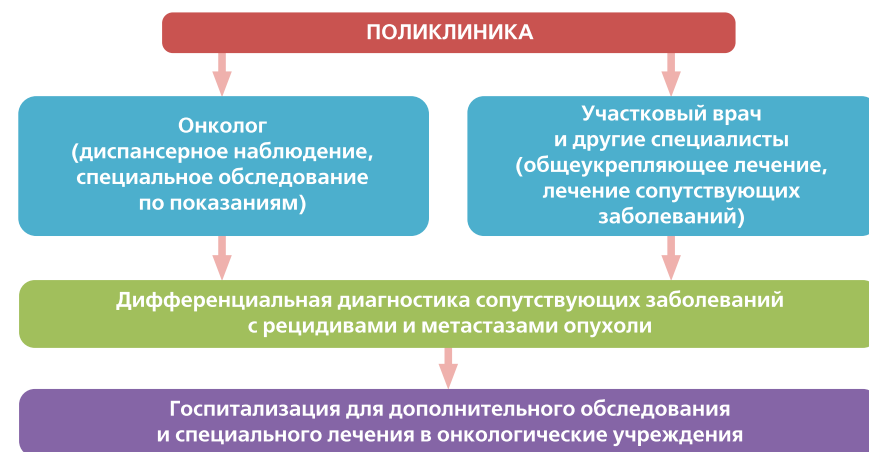 ПОЛИКЛИНИКА
Онколог
(диспансерное наблюдение,
специальное обследование
по показаниям)
Участковый врач
и другие специалисты
(общеукрепляющее лечение,
лечение сопутствующих
заболеваний)
Дифференциальная диагностика сопутствующих заболеваний
с рецидивами и метастазами опухоли
Госпитализация для дополнительного обследования
и специального лечения в онкологические учреждения